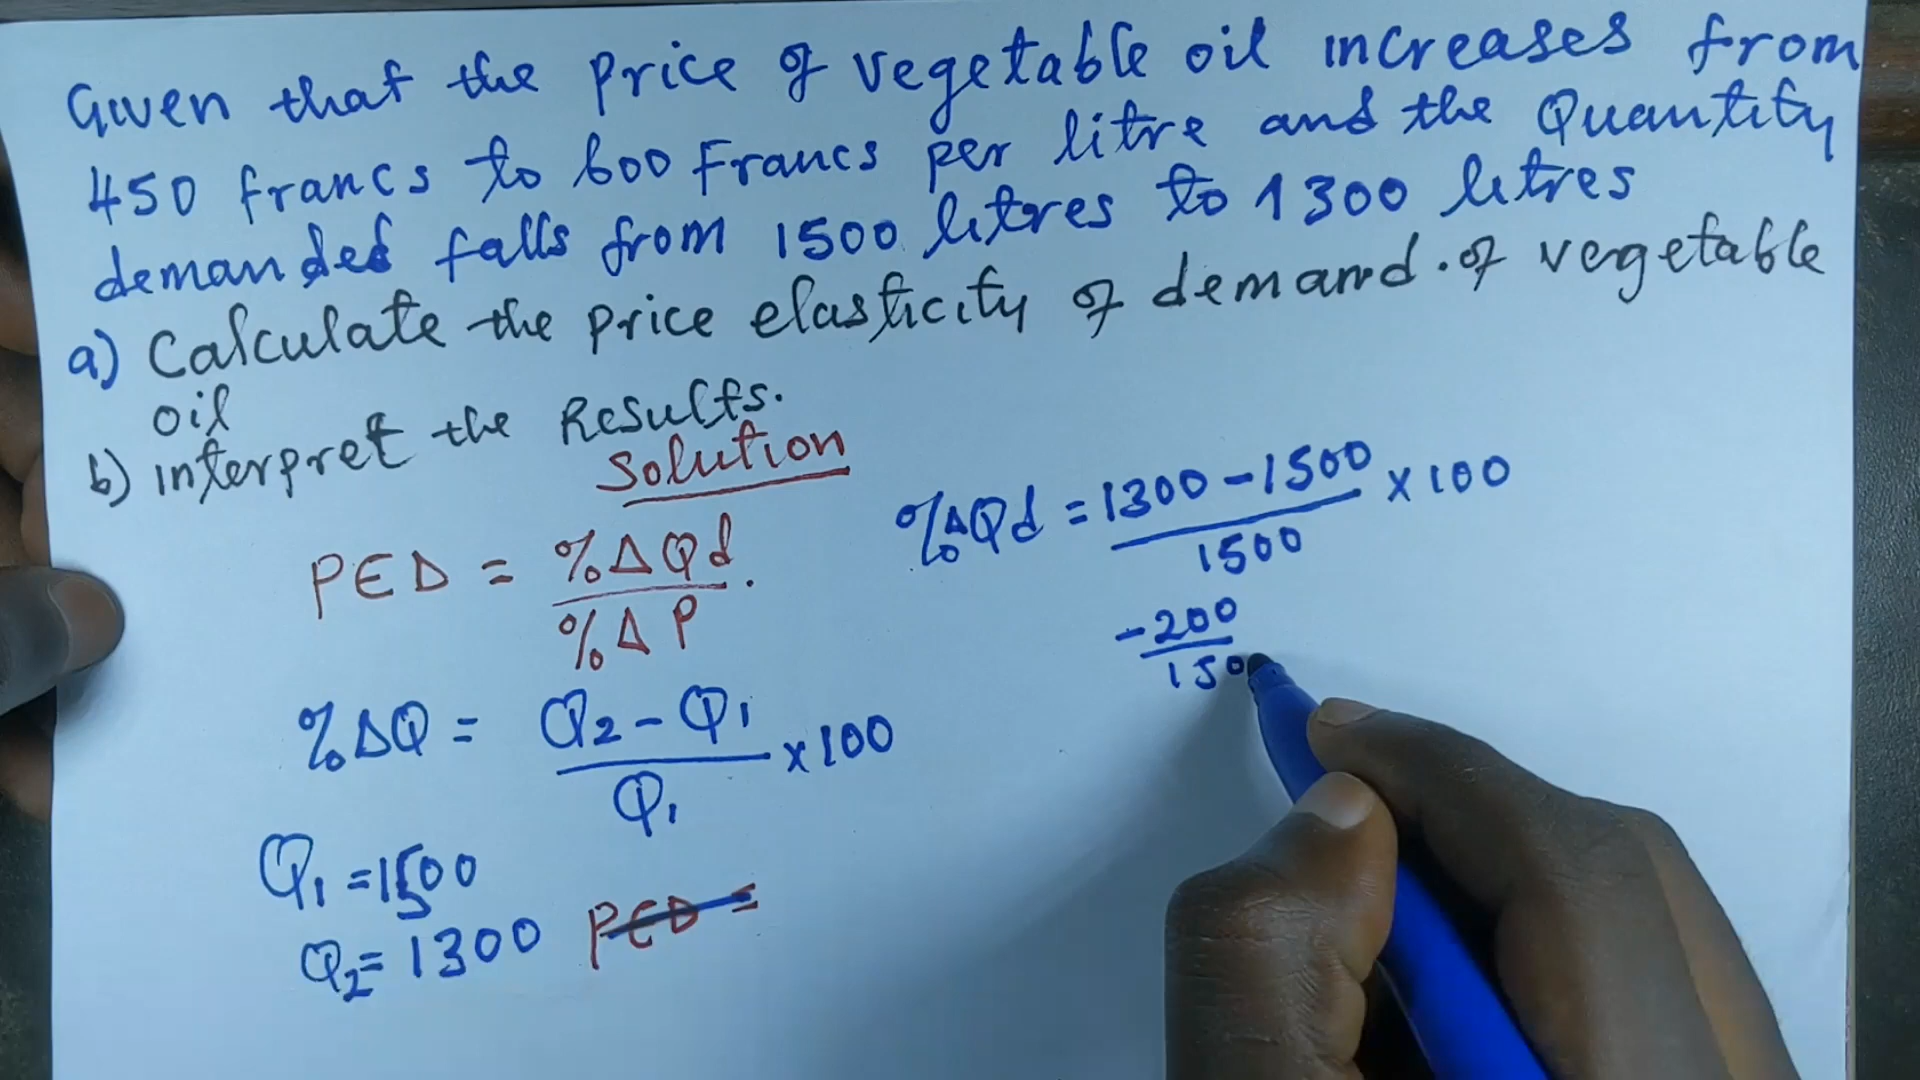 Given that the price of vegetable oil increases from
450 francs to 600 Francs per litre and the Quantity
demanded falls from 1500 litres to 1300 litres
a) Calculate the price elasticity of demand. of vegetable
oil
b) interpret the Results.
Solution
PED = %ΔQd / %ΔP.
%ΔQ = Q2 - Q1 / Q1 x 100
Q1 = 1500
Q2 = 1300
PED =
%ΔQd = 1300 - 1500 / 1500 x 100
-200 / 150